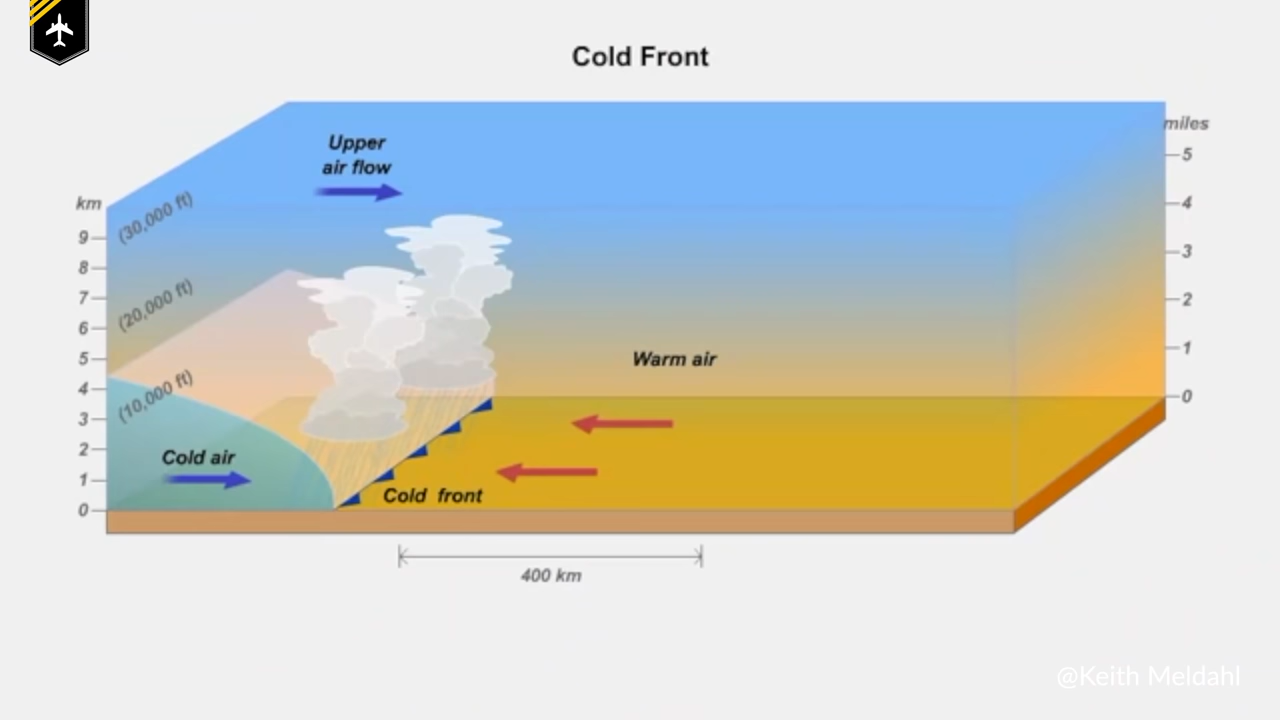 Cold Front
miles
Upper
air flow
km
(30,000 ft)
(20,000 ft)
(10,000 ft)
9
8
7
6
5
4
3
2
1
0
5
4
3
2
1
0
Warm air
Cold air
Cold front
400 km
@Keith Meldahl